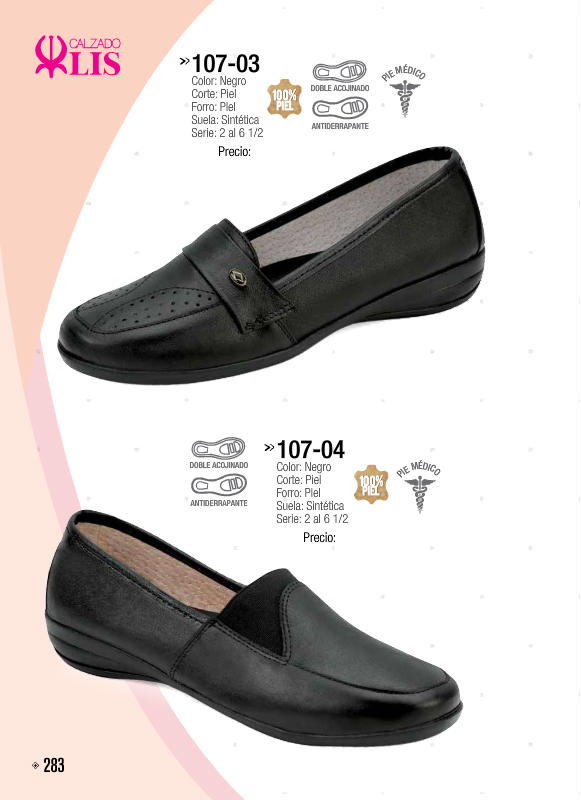 CALZADO
LIS
107-03
Color: Negro
Corte: Piel
Forro: Piel
Suela: Sintética
Serie: 2 al 6 1/2
Precio:
100%
PIEL
DOBLE ACOJINADO
ANTIDERRAPANTE
PIE MÉDICO
DOBLE ACOJINADO
ANTIDERRAPANTE
107-04
Color: Negro
Corte: Piel
Forro: Piel
Suela: Sintética
Serie: 2 al 6 1/2
Precio:
100%
PIEL
PIE MÉDICO
283